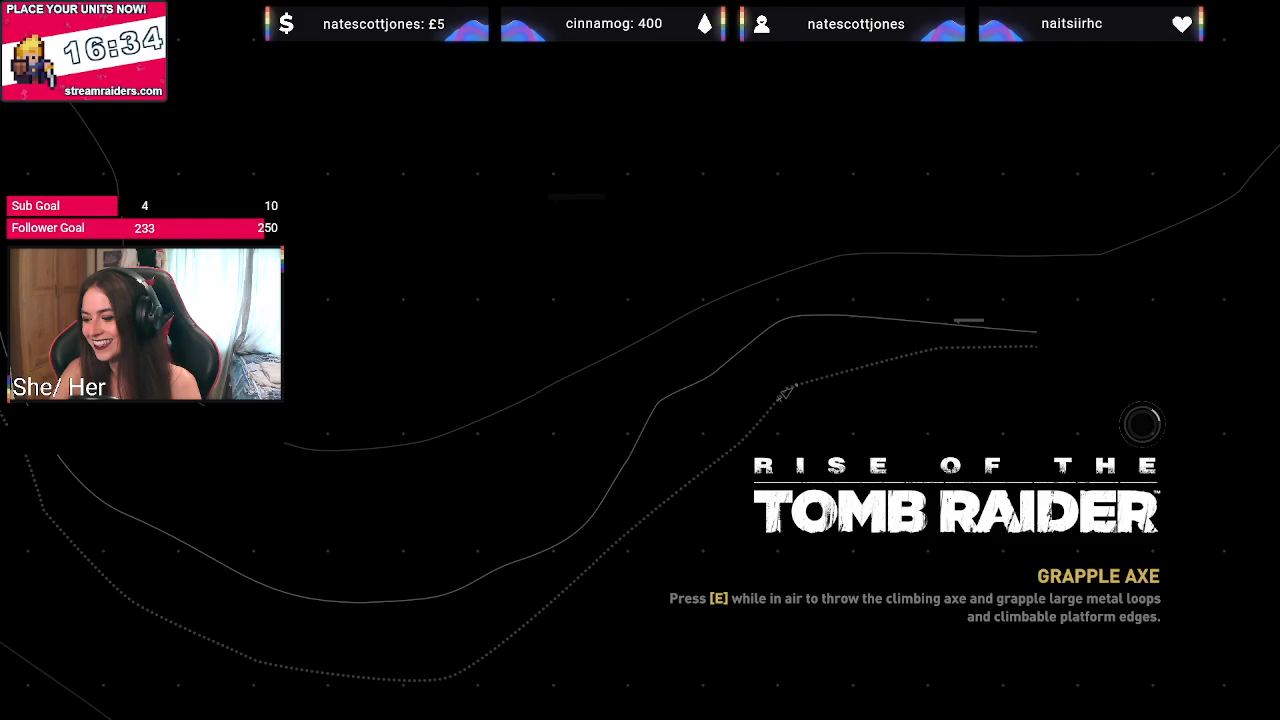 PLACE YOUR UNITS NOW!
16:34
streamraiders.com
natescottjones: £5
cinnamog: 400
natescottjones
naitsiirhc
Sub Goal 4 10
Follower Goal 233 250
She/ Her
RISE OF THE
TOMB RAIDER™
GRAPPLE AXE
Press [E] while in air to throw the climbing axe and grapple large metal loops
and climbable platform edges.